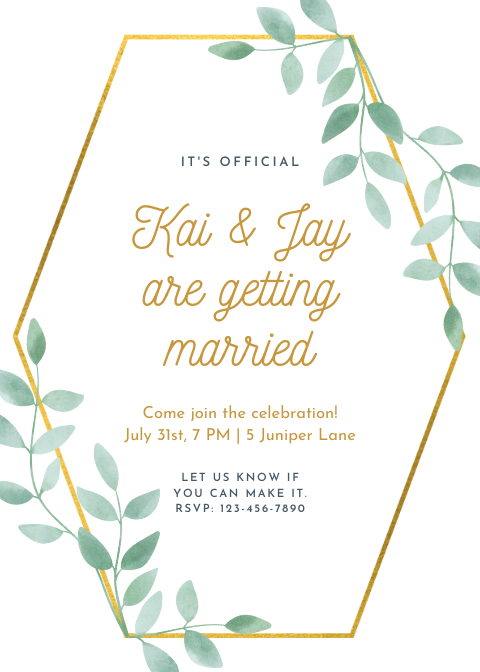 IT'S OFFICIAL
Kai & Jay
are getting
married
Come join the celebration!
July 31st, 7 PM | 5 Juniper Lane
LET US KNOW IF
YOU CAN MAKE IT.
RSVP: 123-456-7890